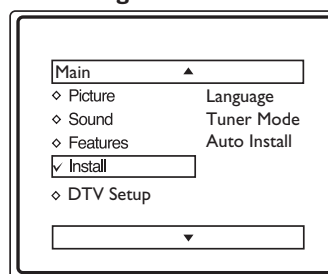 Main
Picture Language
Sound Tuner Mode
Features Auto Install
Install
DTV Setup